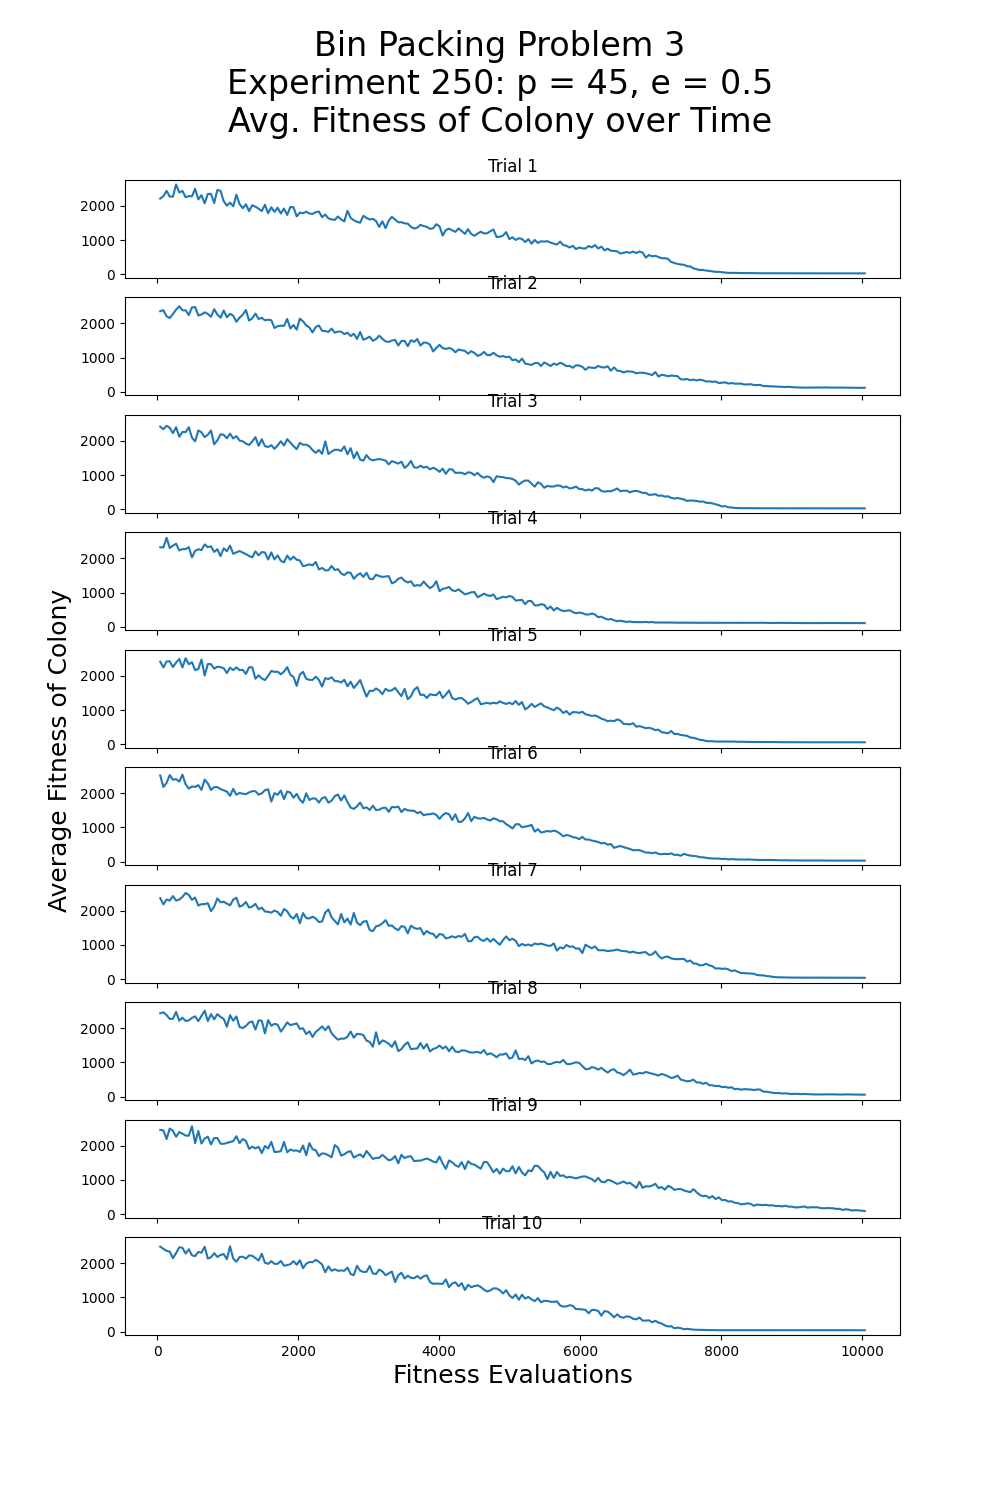 Bin Packing Problem 3
Experiment 250: p = 45, e = 0.5
Avg. Fitness of Colony over Time
Trial 1
2000
1000
0
Trial 2
2000
1000
0
Trial 3
2000
1000
0
Trial 4
2000
1000
0
Trial 5
2000
1000
0
Trial 6
2000
1000
0
Trial 7
2000
1000
0
Trial 8
2000
1000
0
Trial 9
2000
1000
0
Trial 10
2000
1000
0
0 2000 4000 6000 8000 10000
Fitness Evaluations
Average Fitness of Colony